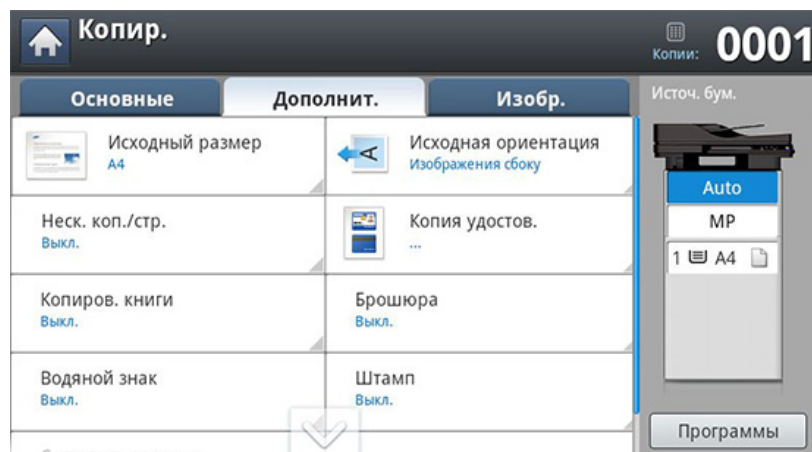 Копир.
Копии:
0001
Основные
Дополнит.
Изобр.
Источ. бум.
Исходный размер
A4
Исходная ориентация
Изображения сбоку
Auto
MP
1 A4
Неск. коп./стр.
Выкл.
Копия удостов.
...
Копиров. книги
Выкл.
Брошюра
Выкл.
Водяной знак
Выкл.
Штамп
Выкл.
Программы